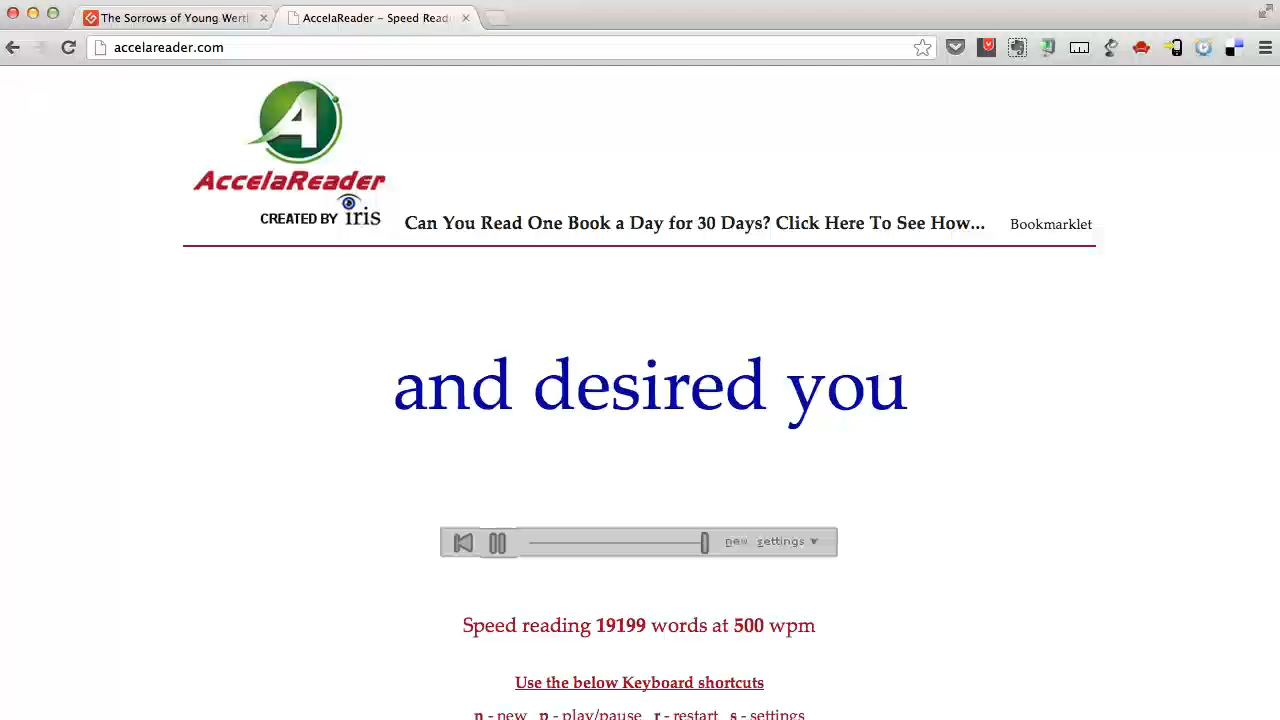 The Sorrows of Young Wert
AccelaReader – Speed Read
accelareader.com
A
AccelaReader
CREATED BY iris
Can You Read One Book a Day for 30 Days? Click Here To See How...
Bookmarklet
and desired you
new settings
Speed reading 19199 words at 500 wpm
Use the below Keyboard shortcuts
n - new p - play/pause r - restart s - settings